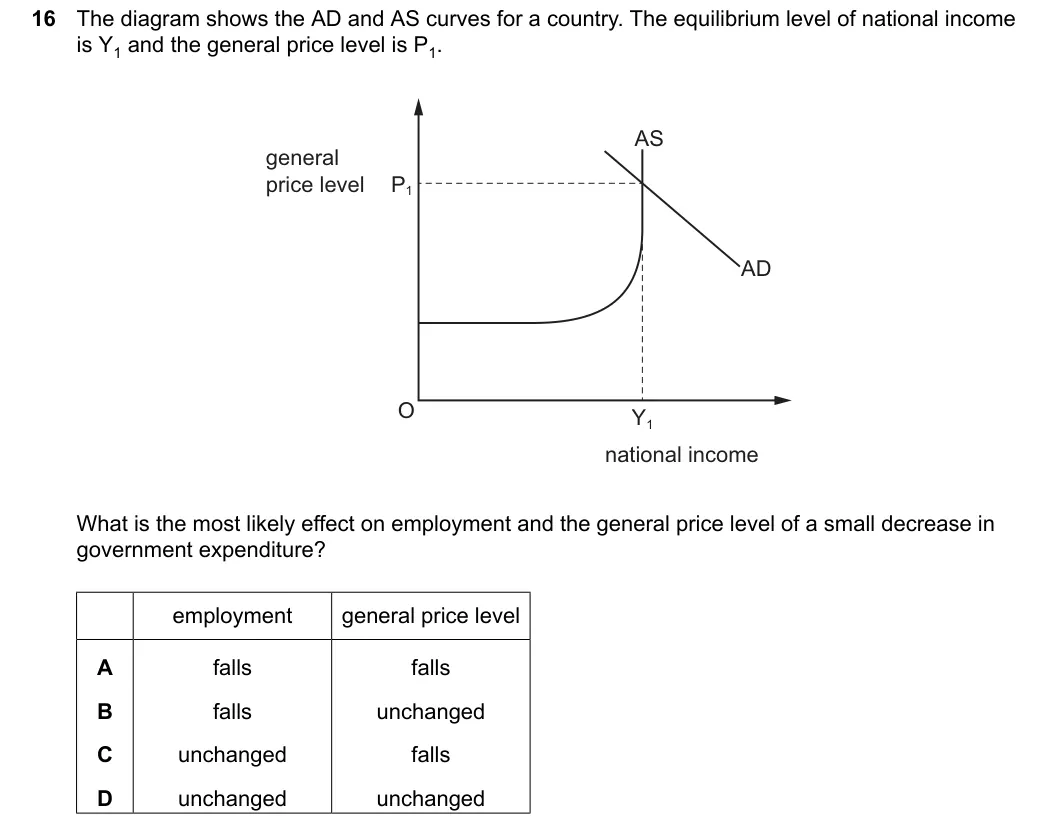 16 The diagram shows the AD and AS curves for a country. The equilibrium level of national income
is Y₁ and the general price level is P₁.
AS
general
price level P₁
AD
O
Y₁
national income
What is the most likely effect on employment and the general price level of a small decrease in
government expenditure?
employment general price level
A falls falls
B falls unchanged
C unchanged falls
D unchanged unchanged